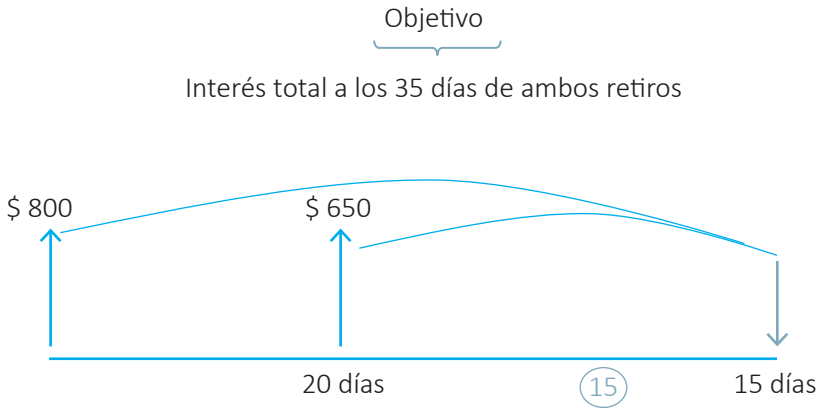 Objetivo
Interés total a los 35 días de ambos retiros
$ 800
$ 650
20 días
15
15 días